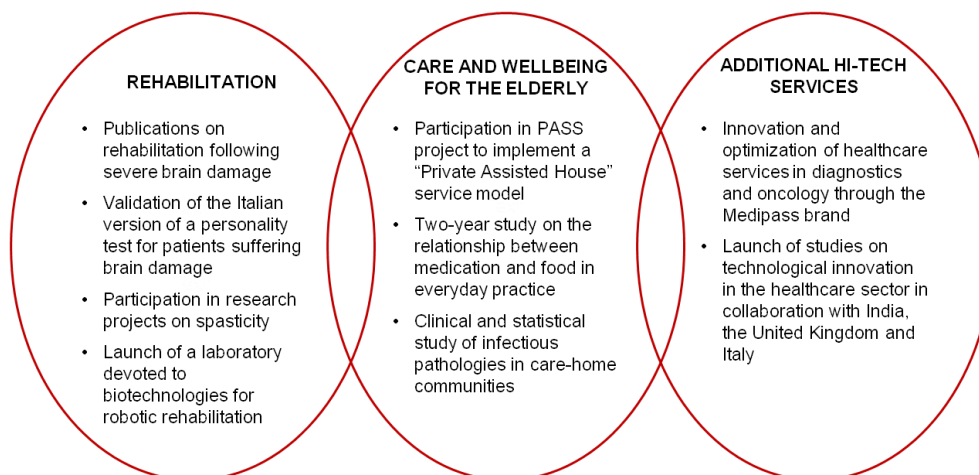 REHABILITATION
• Publications on
rehabilitation following
severe brain damage
• Validation of the Italian
version of a personality
test for patients suffering
brain damage
• Participation in research
projects on spasticity
• Launch of a laboratory
devoted to
biotechnologies for
robotic rehabilitation
CARE AND WELLBEING
FOR THE ELDERLY
• Participation in PASS
project to implement a
“Private Assisted House”
service model
• Two-year study on the
relationship between
medication and food in
everyday practice
• Clinical and statistical
study of infectious
pathologies in care-home
communities
ADDITIONAL HI-TECH
SERVICES
• Innovation and
optimization of healthcare
services in diagnostics
and oncology through the
Medipass brand
• Launch of studies on
technological innovation
in the healthcare sector in
collaboration with India,
the United Kingdom and
Italy